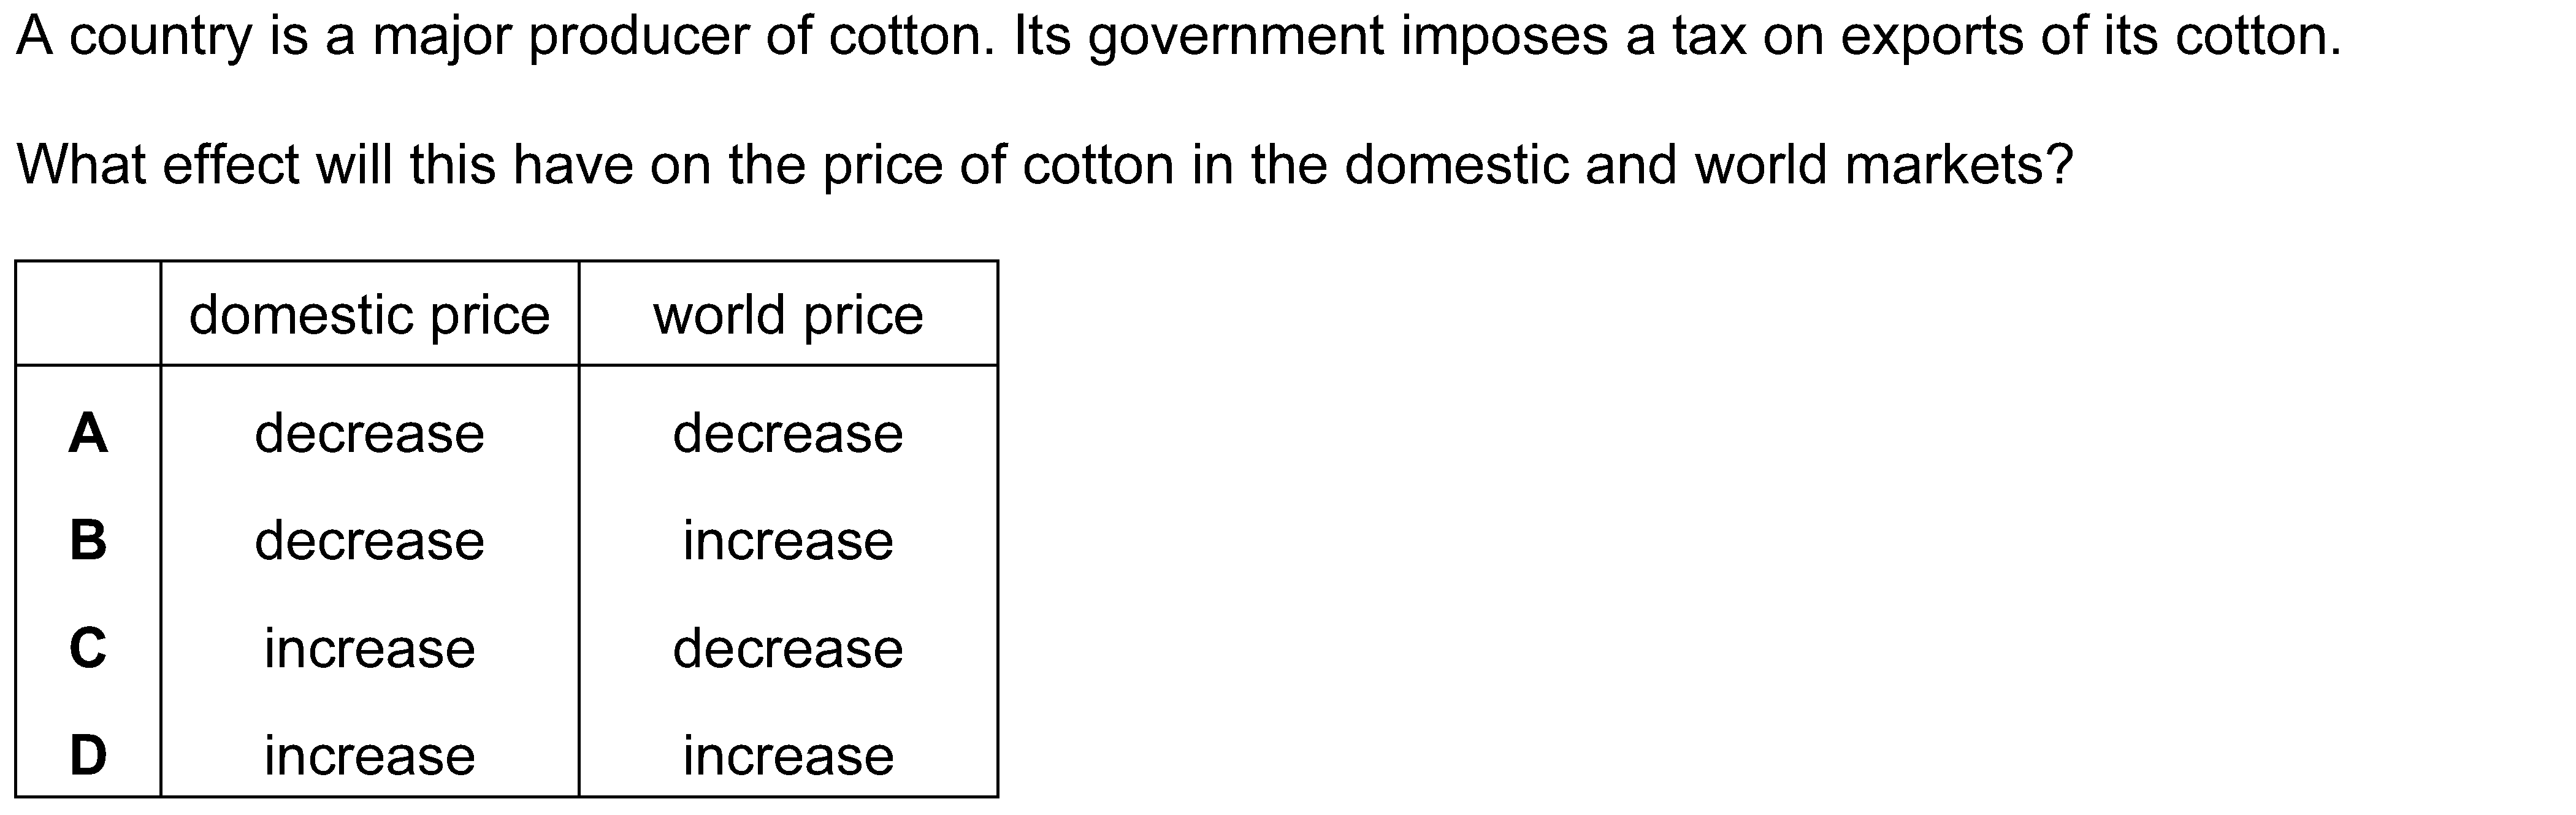 A country is a major producer of cotton. Its government imposes a tax on exports of its cotton.
What effect will this have on the price of cotton in the domestic and world markets?
domestic price world price
A decrease decrease
B decrease increase
C increase decrease
D increase increase